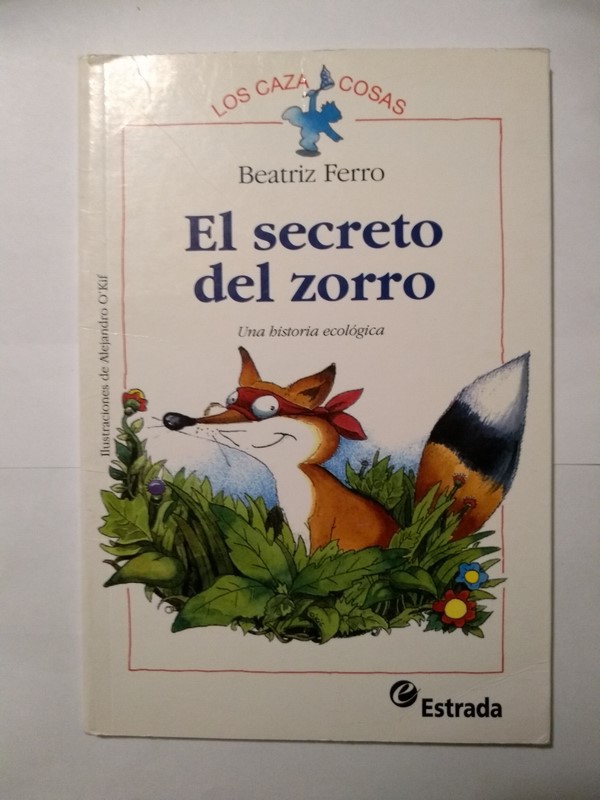 LOS CAZA COSAS
Beatriz Ferro
El secreto
del zorro
Una historia ecológica
Ilustraciones de Alejandro O'Kif
e Estrada